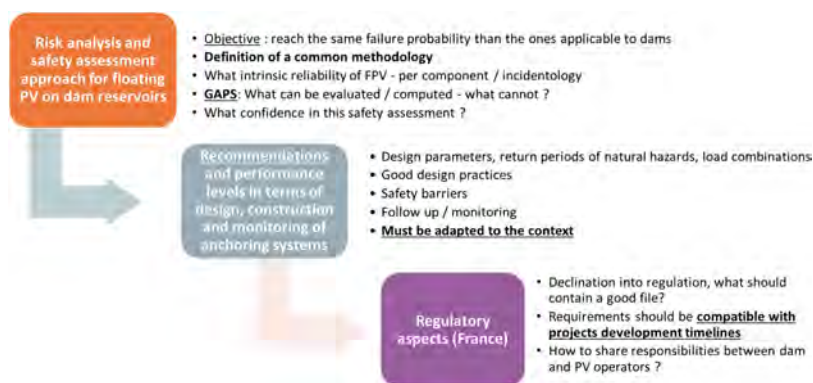 Risk analysis and
safety assessment
approach for floating
PV on dam reservoirs
• Objective : reach the same failure probability than the ones applicable to dams
• Definition of a common methodology
• What intrinsic reliability of FPV - per component / incidentology
• GAPS: What can be evaluated / computed - what cannot ?
• What confidence in this safety assessment ?
Recommendations
and performance
levels in terms of
design, construction
and monitoring of
anchoring systems
• Design parameters, return periods of natural hazards, load combinations
• Good design practices
• Safety barriers
• Follow up / monitoring
• Must be adapted to the context
Regulatory
aspects (France)
• Declination into regulation, what should
contain a good file?
• Requirements should be compatible with
projects development timelines
• How to share responsibilities between dam
and PV operators ?